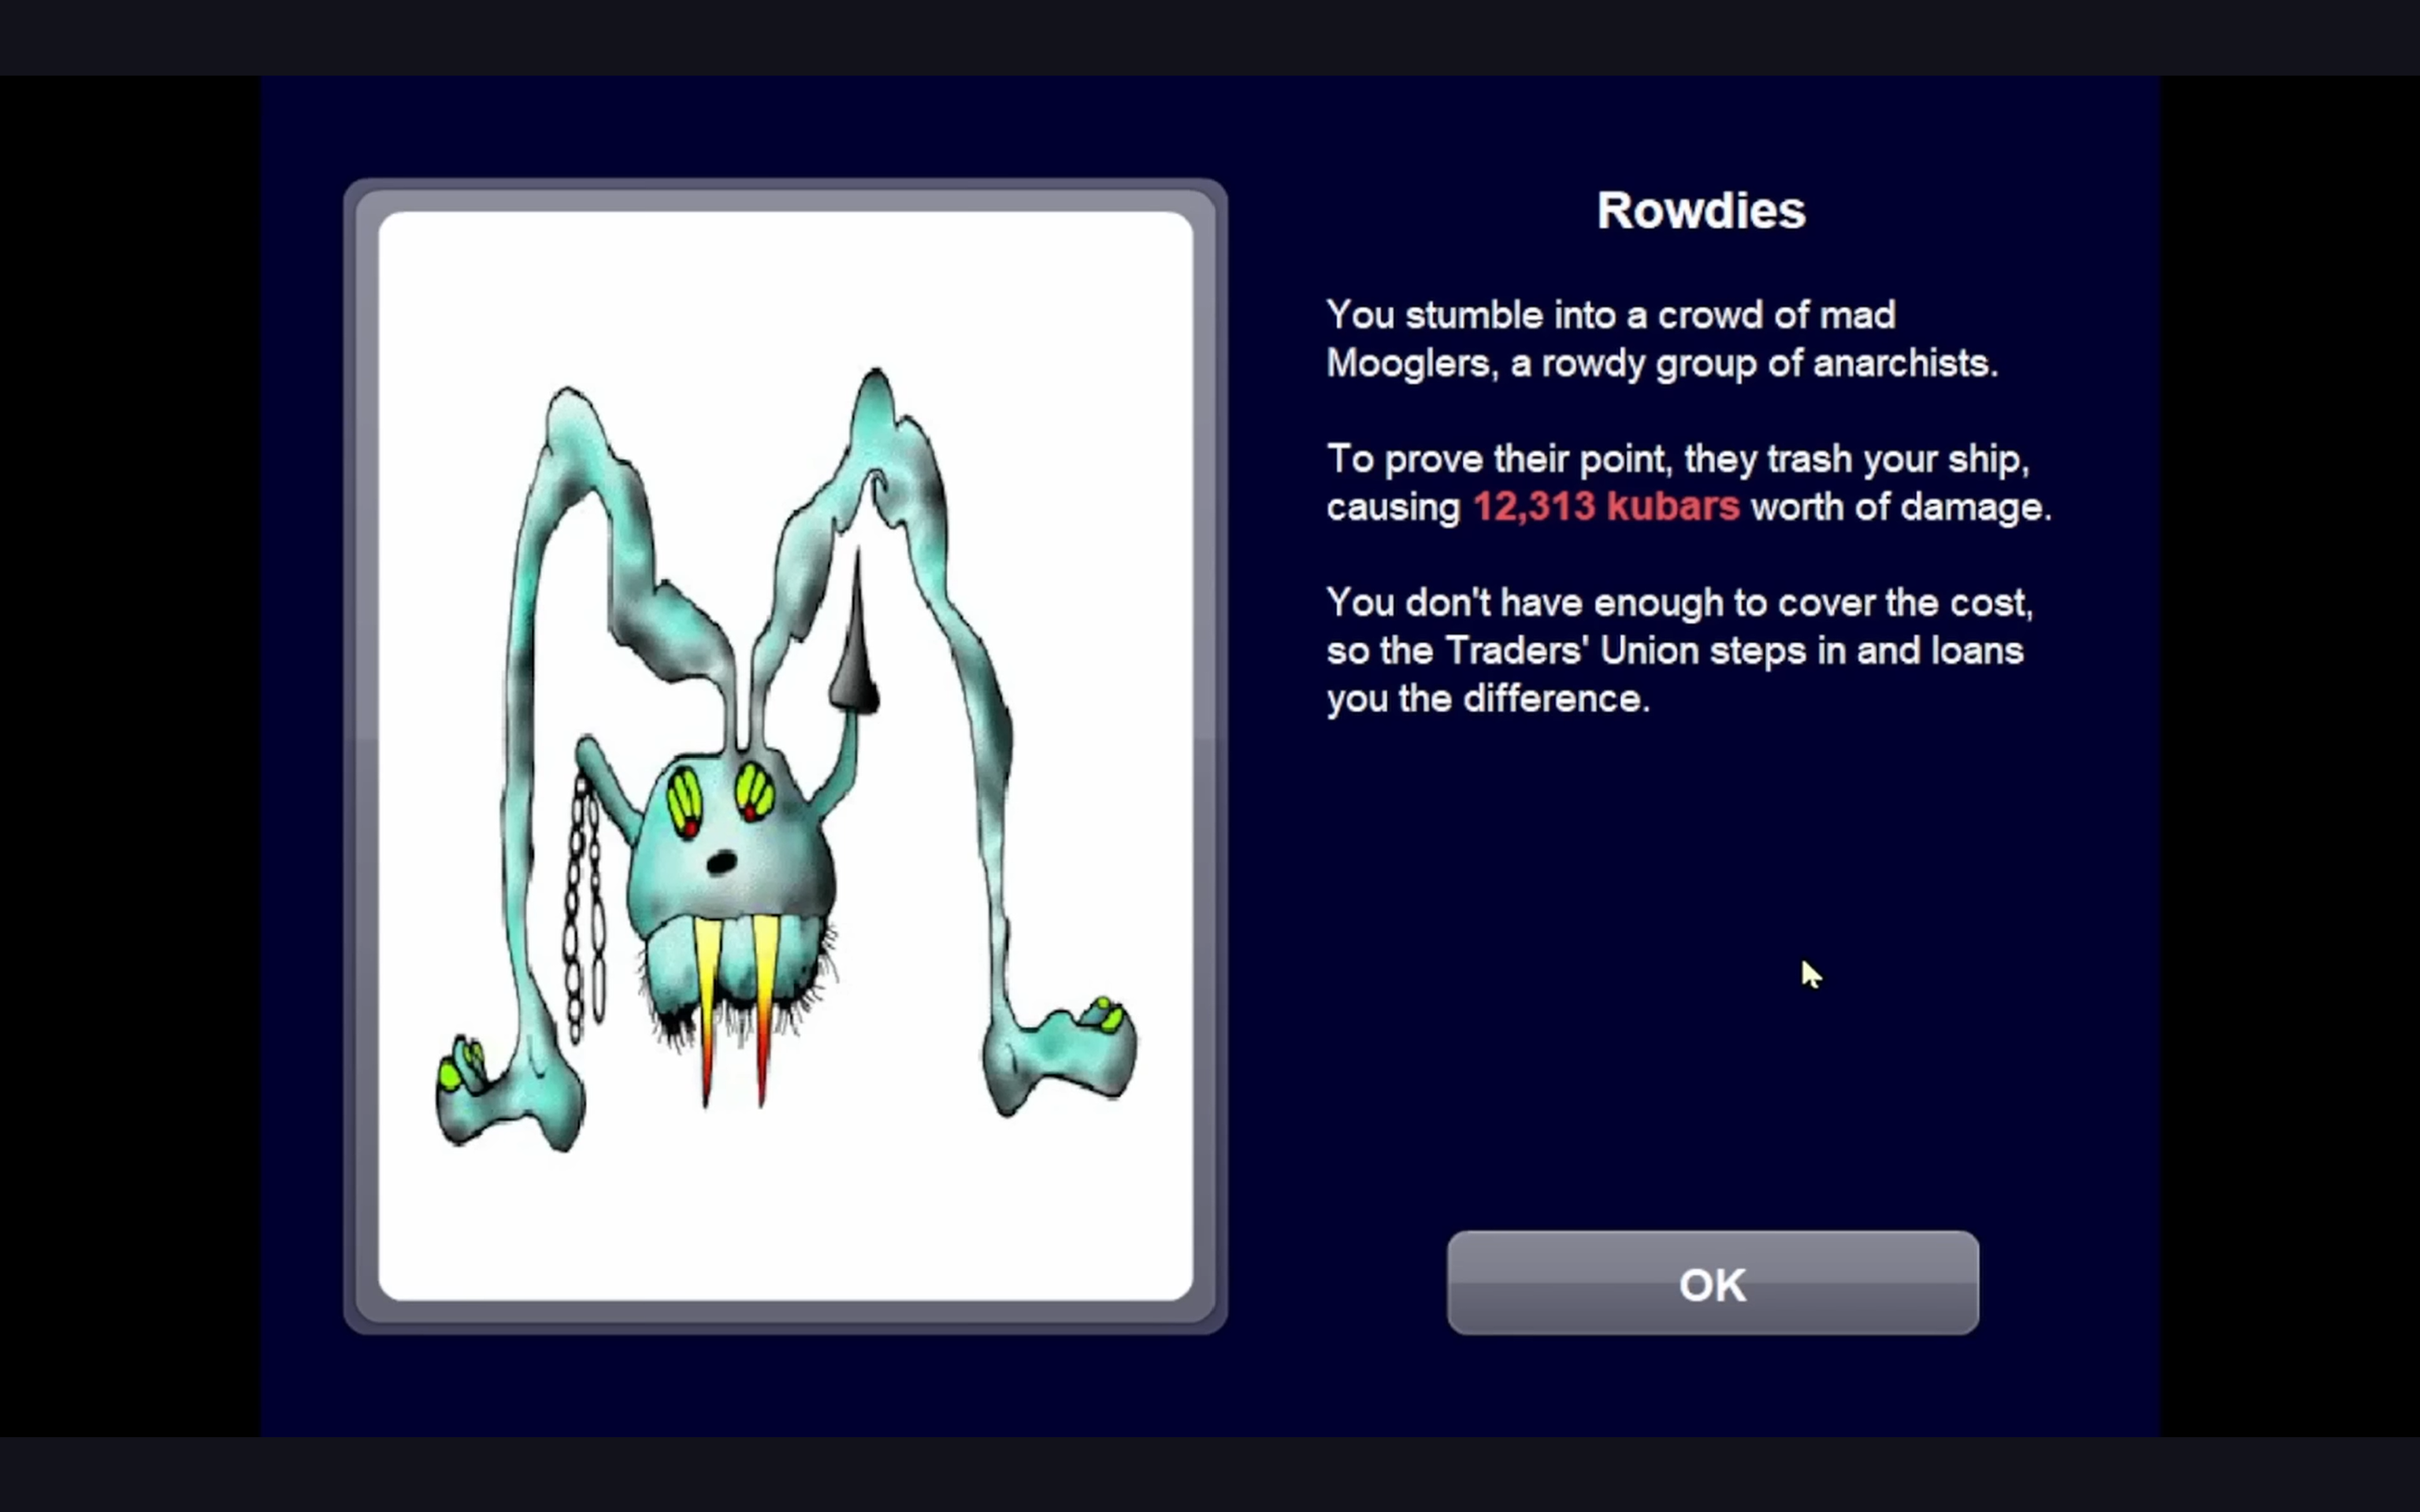 Rowdies
You stumble into a crowd of mad
Mooglers, a rowdy group of anarchists.
To prove their point, they trash your ship,
causing 12,313 kubars worth of damage.
You don't have enough to cover the cost,
so the Traders' Union steps in and loans
you the difference.
OK